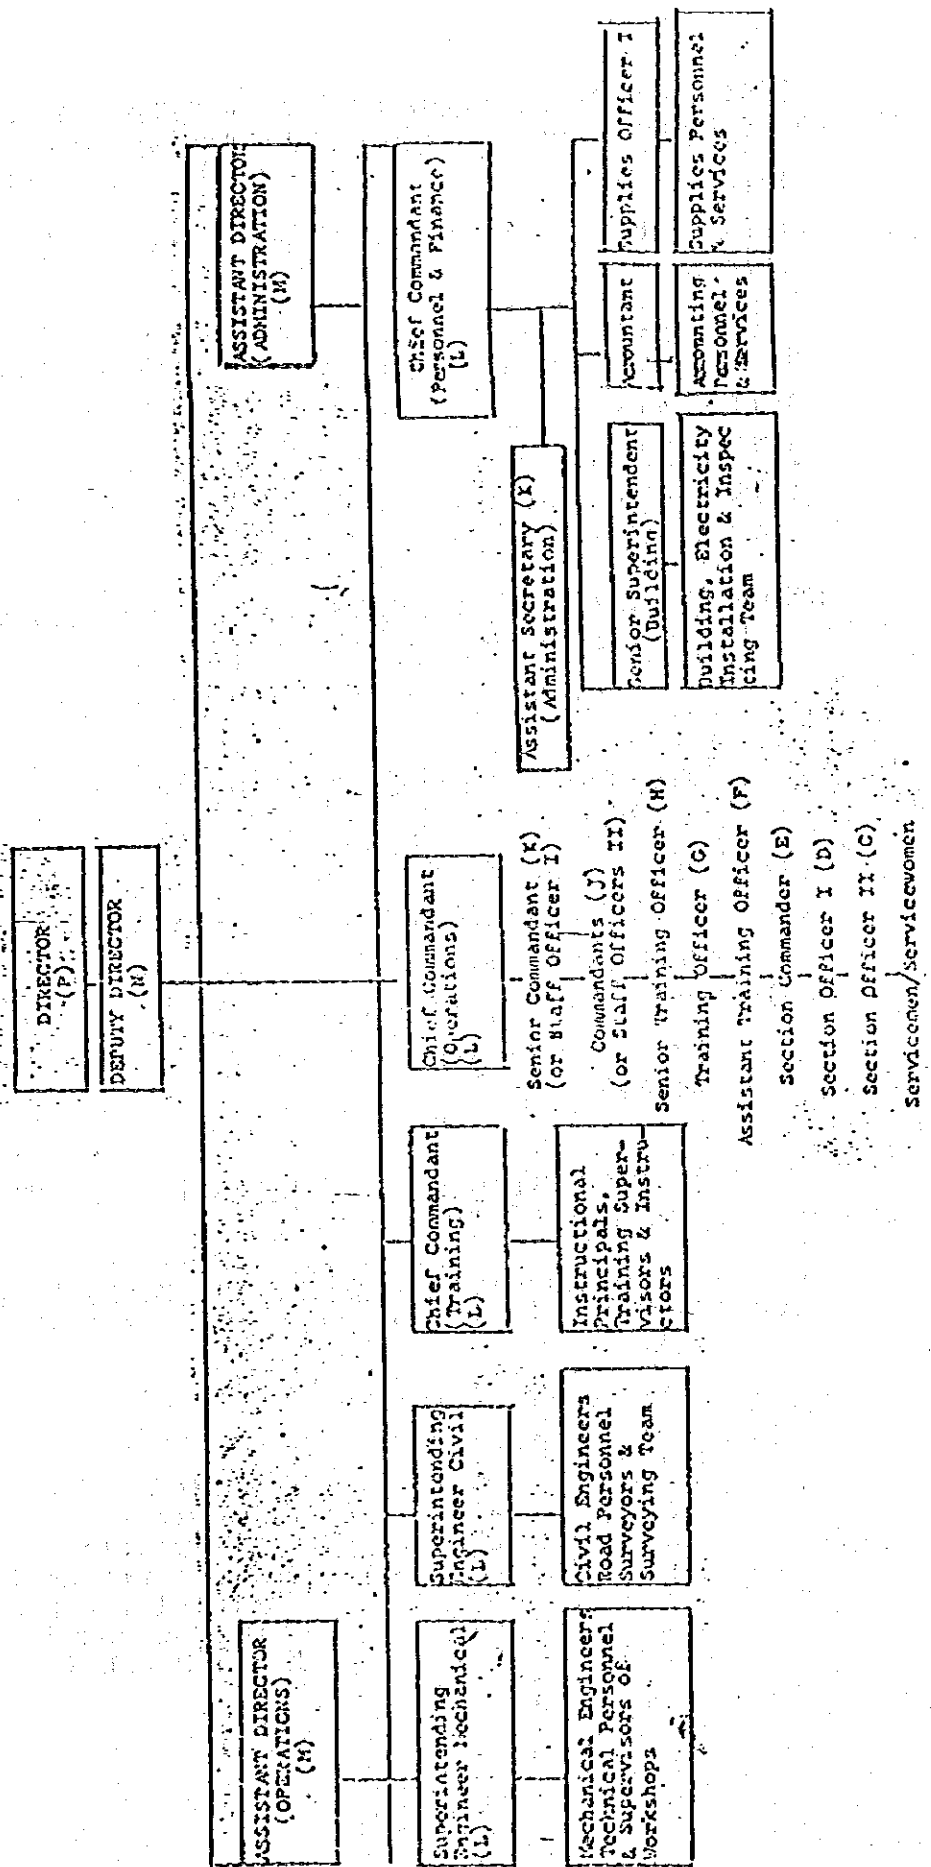 DIRECTOR
(P)
DEPUTY DIRECTOR
(N)
ASSISTANT DIRECTOR
(OPERATIONS)
(M)
ASSISTANT DIRECTOR
(ADMINISTRATION)
(M)
Superintending
Engineer Mechanical
(L)
Superintending
Engineer Civil
(L)
Chief Commandant
(Training)
(L)
Chief Commandant
(Operations)
(L)
Chief Commandant
(Personnel & Finance)
(L)
Mechanical Engineers
Technical Personnel
& Supervisors of
Workshops
Civil Engineers
Road Personnel
Surveyors &
Surveying Team
Instructional
Principals,
Training Super-
visors & Instru-
ctors
Senior Commandant (K)
(or Staff Officer I)
Commandants (J)
(or Staff Officers II)
Senior Training Officer (H)
Training Officer (G)
Assistant Training Officer (F)
Section Commander (E)
Section Officer I (D)
Section Officer II (C)
Servicemen/Servicewomen
Assistant Secretary (K)
(Administration)
Senior Superintendent
(Building)
Accountant
Supplies Officer I
Building, Electricity
Installation & Inspec
cing Team
Accounting
Personnel
& Services
Supplies Personnel
& Services